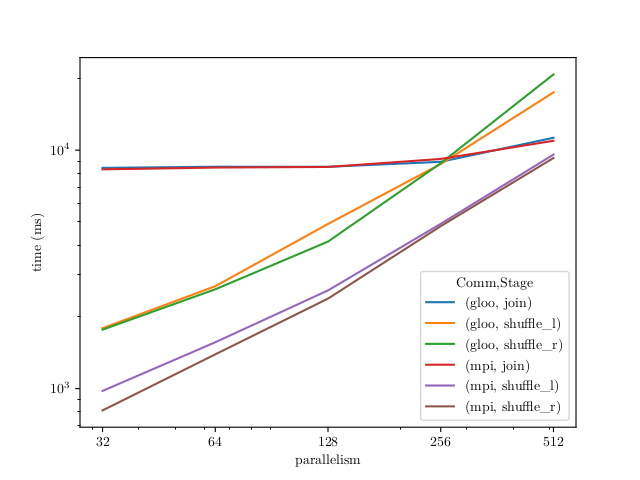 time (ms)
10^4
10^3
32 64 128 256 512
parallelism
Comm,Stage
(gloo, join)
(gloo, shuffle_l)
(gloo, shuffle_r)
(mpi, join)
(mpi, shuffle_l)
(mpi, shuffle_r)